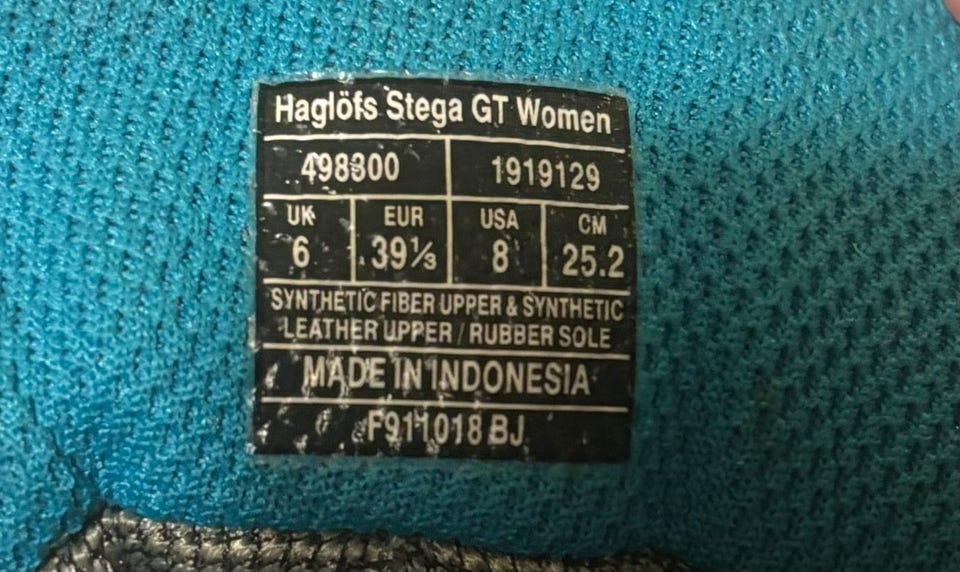 Haglöfs Stega GT Women
498300 1919129
UK EUR USA CM
6 39⅓ 8 25.2
SYNTHETIC FIBER UPPER & SYNTHETIC
LEATHER UPPER / RUBBER SOLE
MADE IN INDONESIA
F911018 BJ